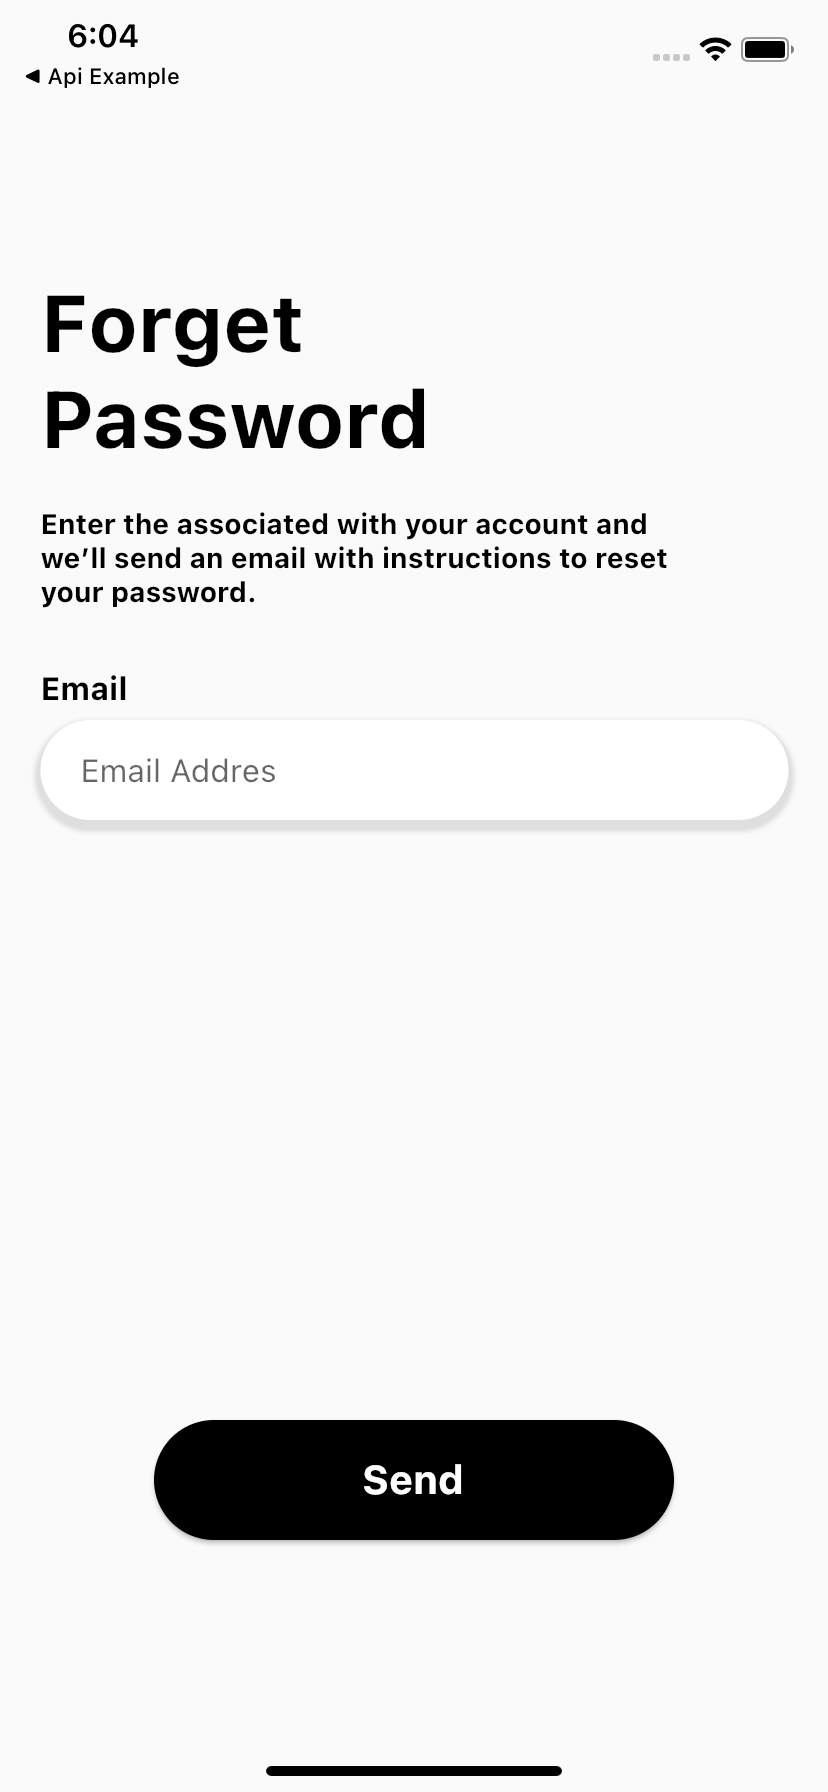 6:04
◀ Api Example
Forget
Password
Enter the associated with your account and
we’ll send an email with instructions to reset
your password.
Email
Email Addres
Send